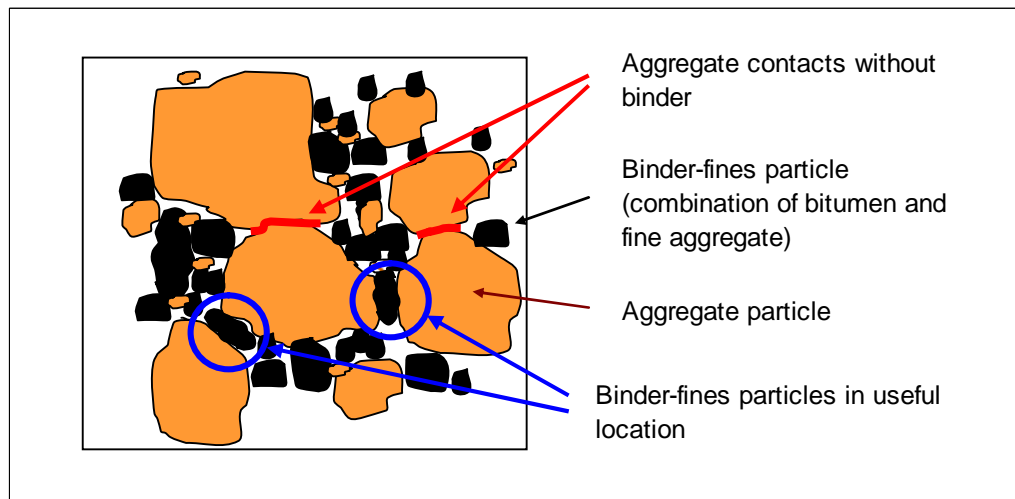 Aggregate contacts without
binder
Binder-fines particle
(combination of bitumen and
fine aggregate)
Aggregate particle
Binder-fines particles in useful
location